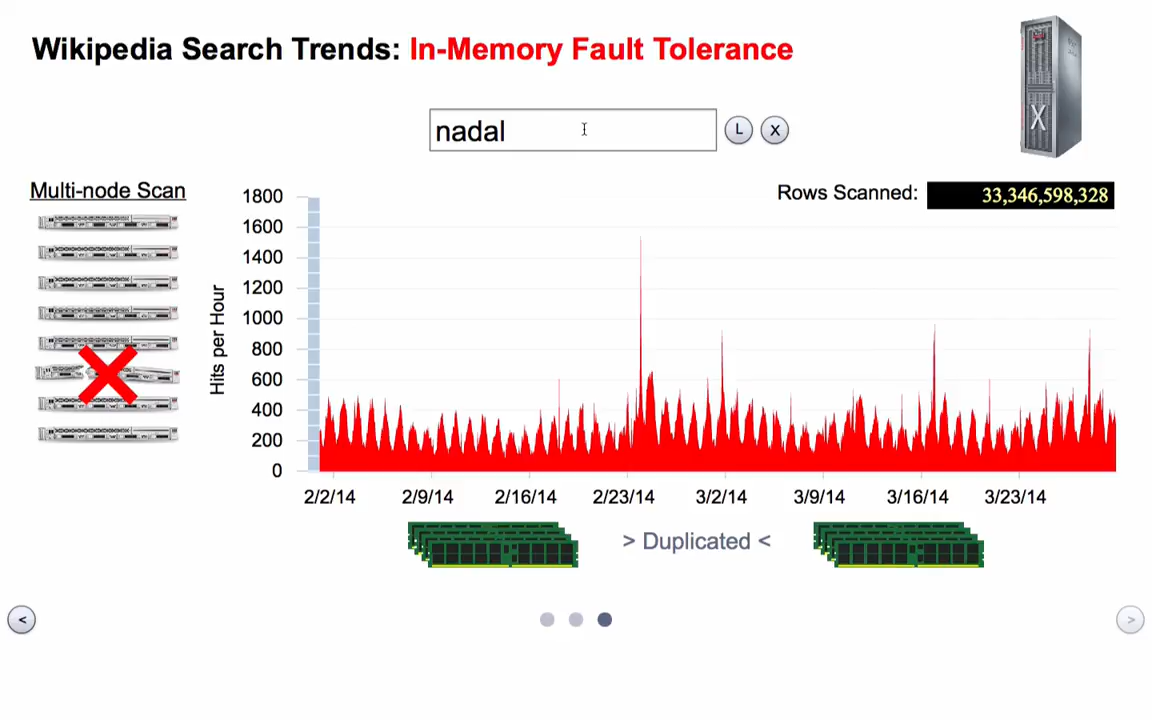 Wikipedia Search Trends: In-Memory Fault Tolerance
nadal
L
X
X
Multi-node Scan
Rows Scanned: 33,346,598,328
Hits per Hour
1800
1600
1400
1200
1000
800
600
400
200
0
2/2/14 2/9/14 2/16/14 2/23/14 3/2/14 3/9/14 3/16/14 3/23/14
> Duplicated <
<
>